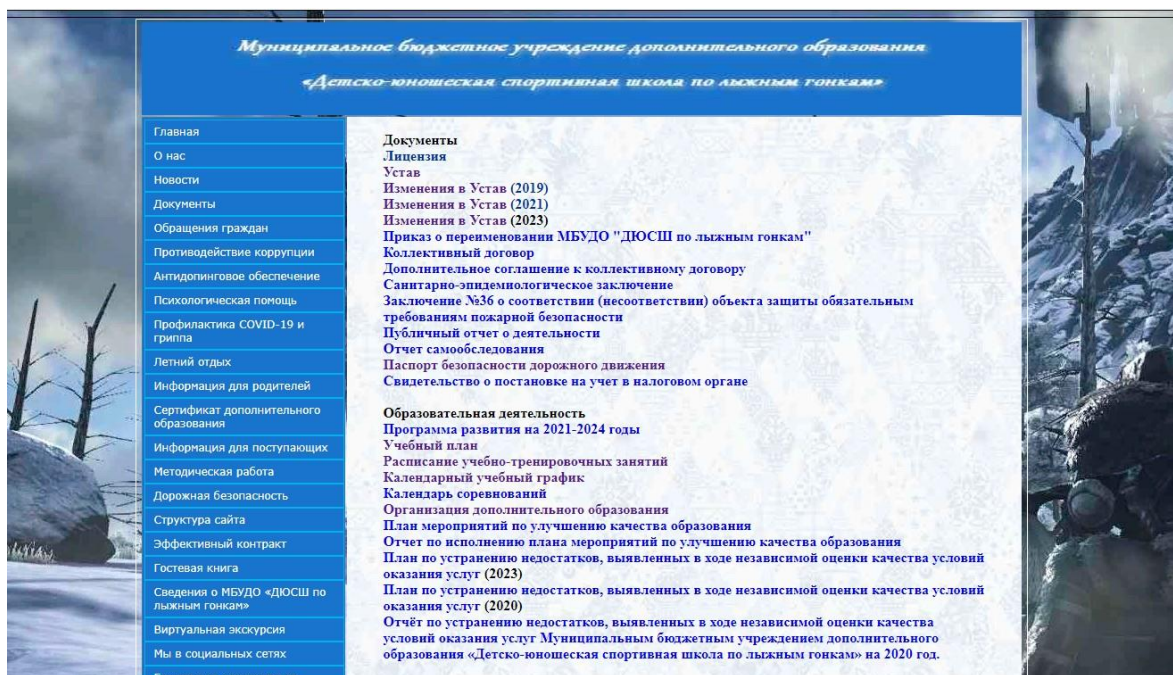 Муниципальное бюджетное учреждение дополнительного образования
«Детско-юношеская спортивная школа по лыжным гонкам»
Главная
О нас
Новости
Документы
Обращения граждан
Противодействие коррупции
Антидопинговое обеспечение
Психологическая помощь
Профилактика COVID-19 и
гриппа
Летний отдых
Информация для родителей
Сертификат дополнительного
образования
Информация для поступающих
Методическая работа
Дорожная безопасность
Структура сайта
Эффективный контракт
Гостевая книга
Сведения о МБУДО «ДЮСШ по
лыжным гонкам»
Виртуальная экскурсия
Мы в социальных сетях
Документы
Лицензия
Устав
Изменения в Устав (2019)
Изменения в Устав (2021)
Изменения в Устав (2023)
Приказ о переименовании МБУДО "ДЮСШ по лыжным гонкам"
Коллективный договор
Дополнительное соглашение к коллективному договору
Санитарно-эпидемиологическое заключение
Заключение №36 о соответствии (несоответствии) объекта защиты обязательным
требованиям пожарной безопасности
Публичный отчет о деятельности
Отчет самообследования
Паспорт безопасности дорожного движения
Свидетельство о постановке на учет в налоговом органе
Образовательная деятельность
Программа развития на 2021-2024 годы
Учебный план
Расписание учебно-тренировочных занятий
Календарный учебный график
Календарь соревнований
Организация дополнительного образования
План мероприятий по улучшению качества образования
Отчет по исполнению плана мероприятий по улучшению качества образования
План по устранению недостатков, выявленных в ходе независимой оценки качества условий
оказания услуг (2023)
План по устранению недостатков, выявленных в ходе независимой оценки качества условий
оказания услуг (2020)
Отчёт по устранению недостатков, выявленных в ходе независимой оценки качества
условий оказания услуг Муниципальным бюджетным учреждением дополнительного
образования «Детско-юношеская спортивная школа по лыжным гонкам» на 2020 год.